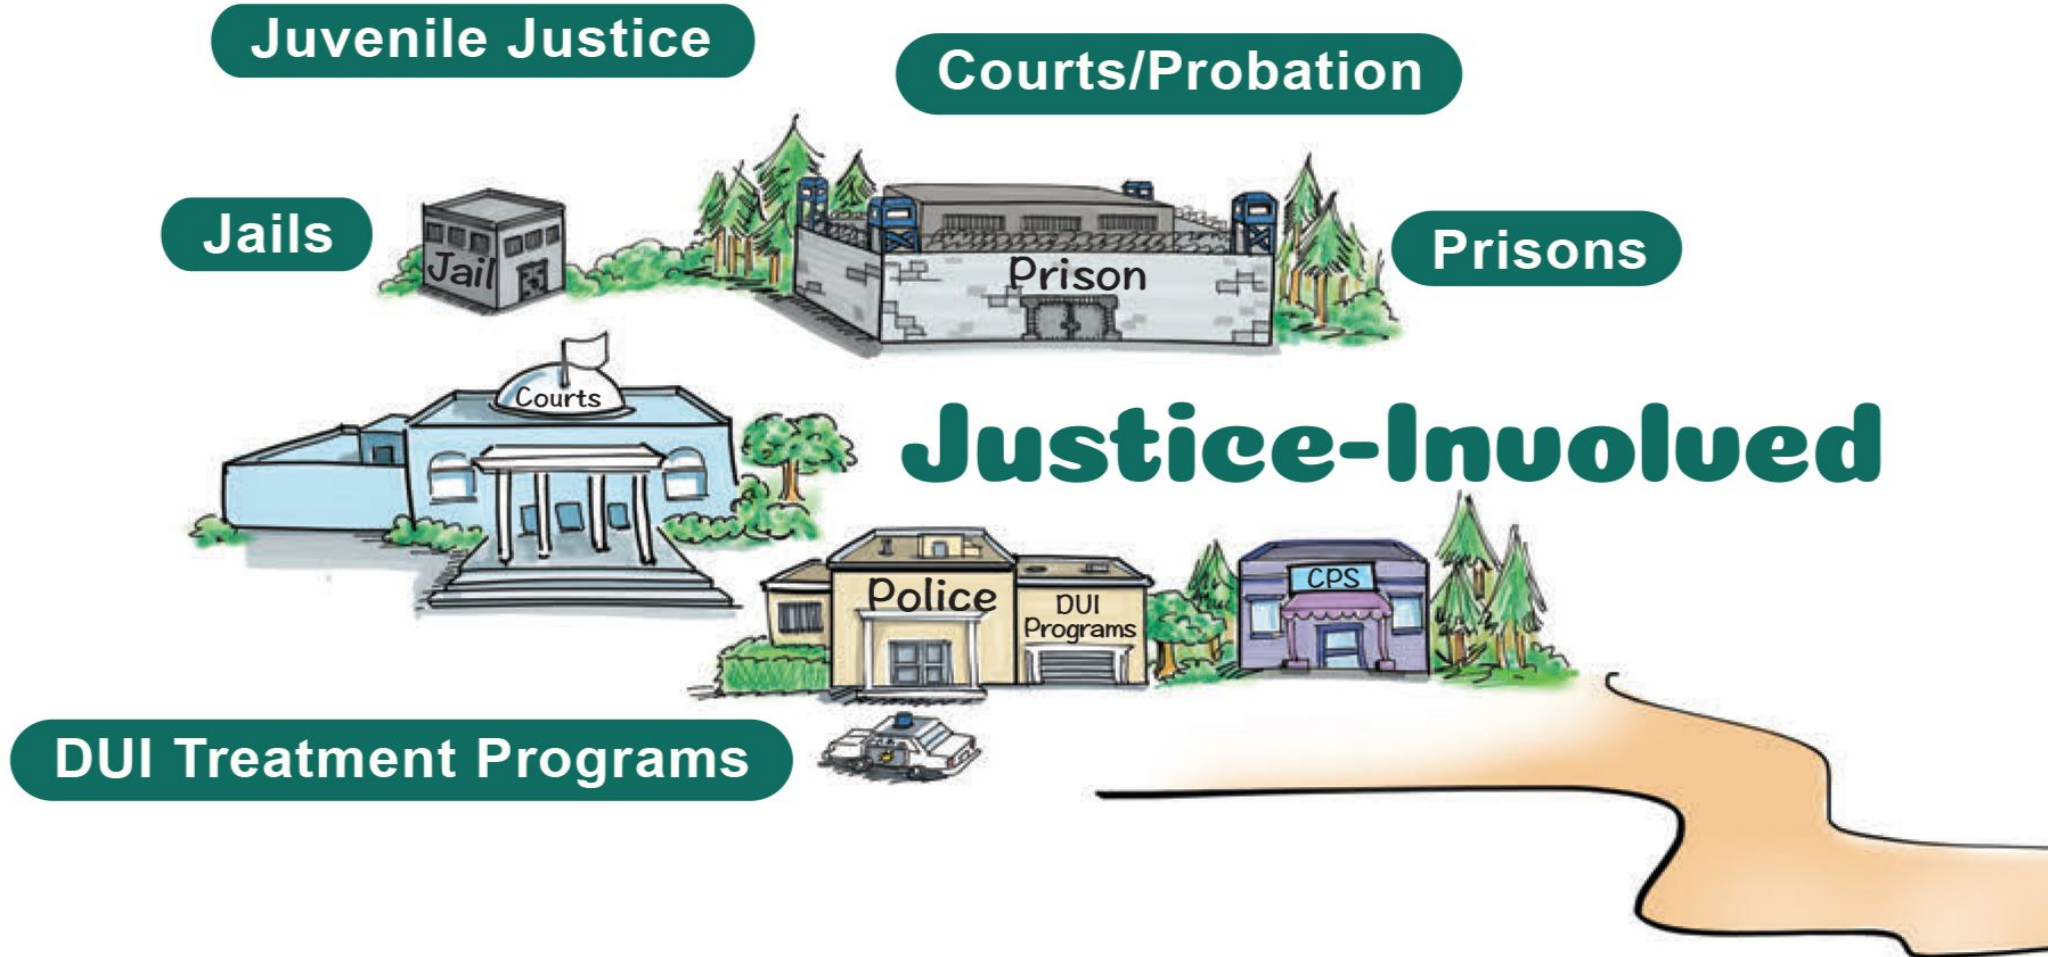 Juvenile Justice
Courts/Probation
Jails
Jail
Prison
Prisons
Courts
Justice-Involved
Police
DUI
Programs
CPS
DUI Treatment Programs